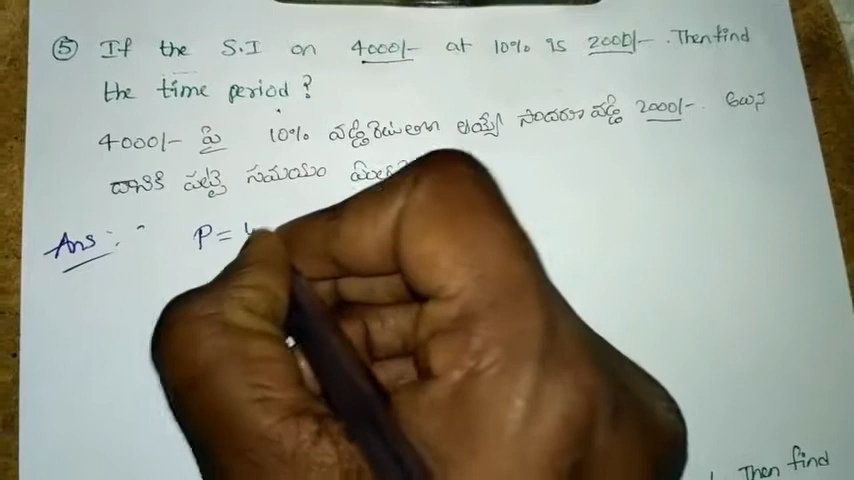 ⑤ If the S.I on 4000/- at 10% is 2000/-. Then find
the time period?
4000/- పై 10% వడ్డీరేటుతో లభ్యే సాధారణ వడ్డీ 2000/-. అయిన
దానికి పట్టే సమయం
Ans:- P=
Then find